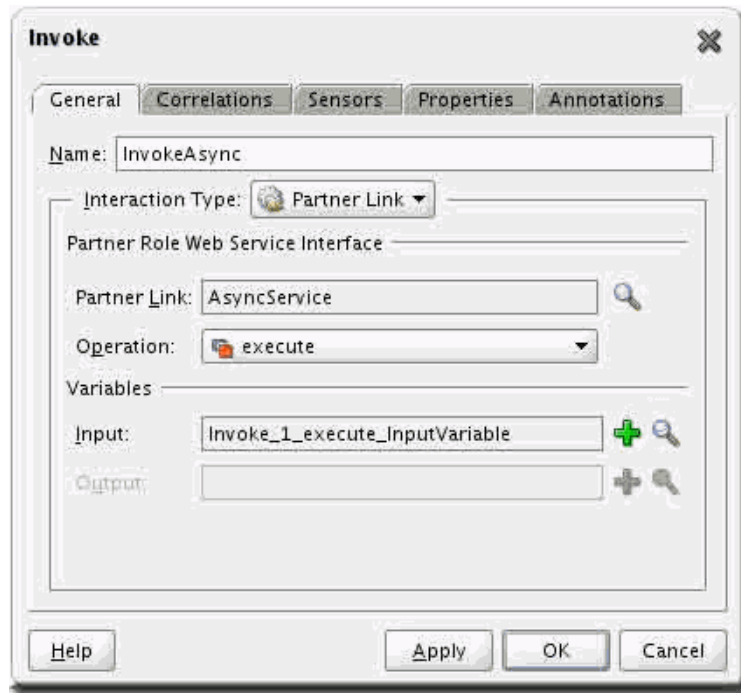 Invoke
General Correlations Sensors Properties Annotations
Name: InvokeAsync
Interaction Type: Partner Link
Partner Role Web Service Interface
Partner Link: AsyncService
Operation: execute
Variables
Input: Invoke_1_execute_InputVariable
Output:
Help Apply OK Cancel